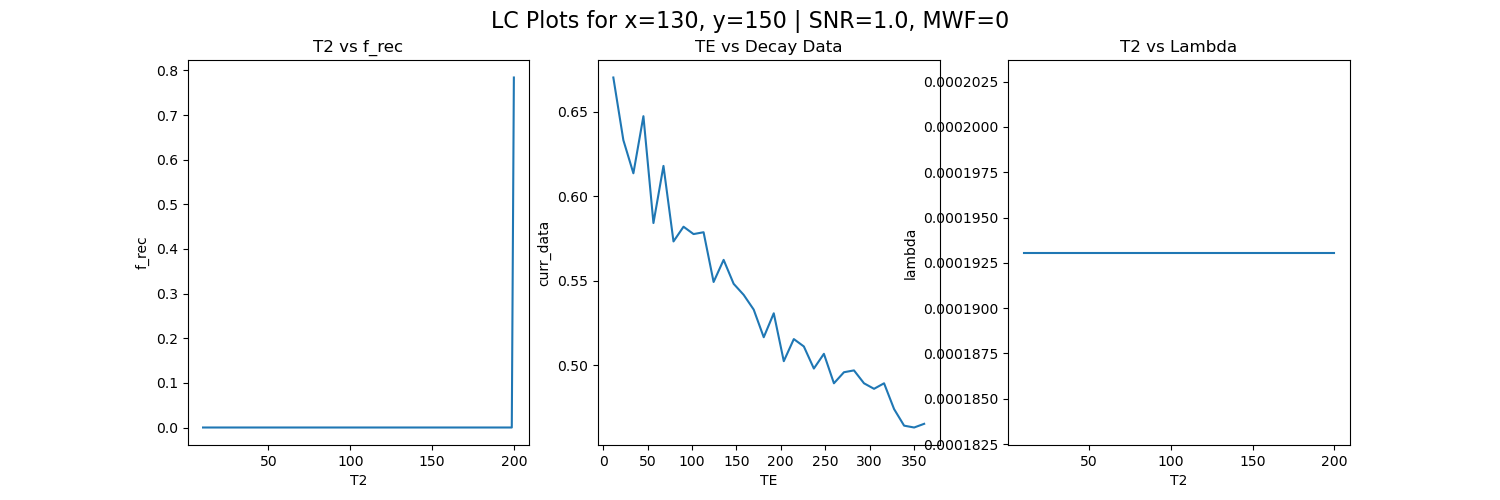 LC Plots for x=130, y=150 | SNR=1.0, MWF=0
T2 vs f_rec
0.8
0.7
0.6
0.5
0.4
0.3
0.2
0.1
0.0
f_rec
50 100 150 200
T2
TE vs Decay Data
0.65
0.60
0.55
0.50
curr_data
0 50 100 150 200 250 300 350
TE
T2 vs Lambda
0.0002025
0.0002000
0.0001975
0.0001950
0.0001925
0.0001900
0.0001875
0.0001850
0.0001825
lambda
50 100 150 200
T2